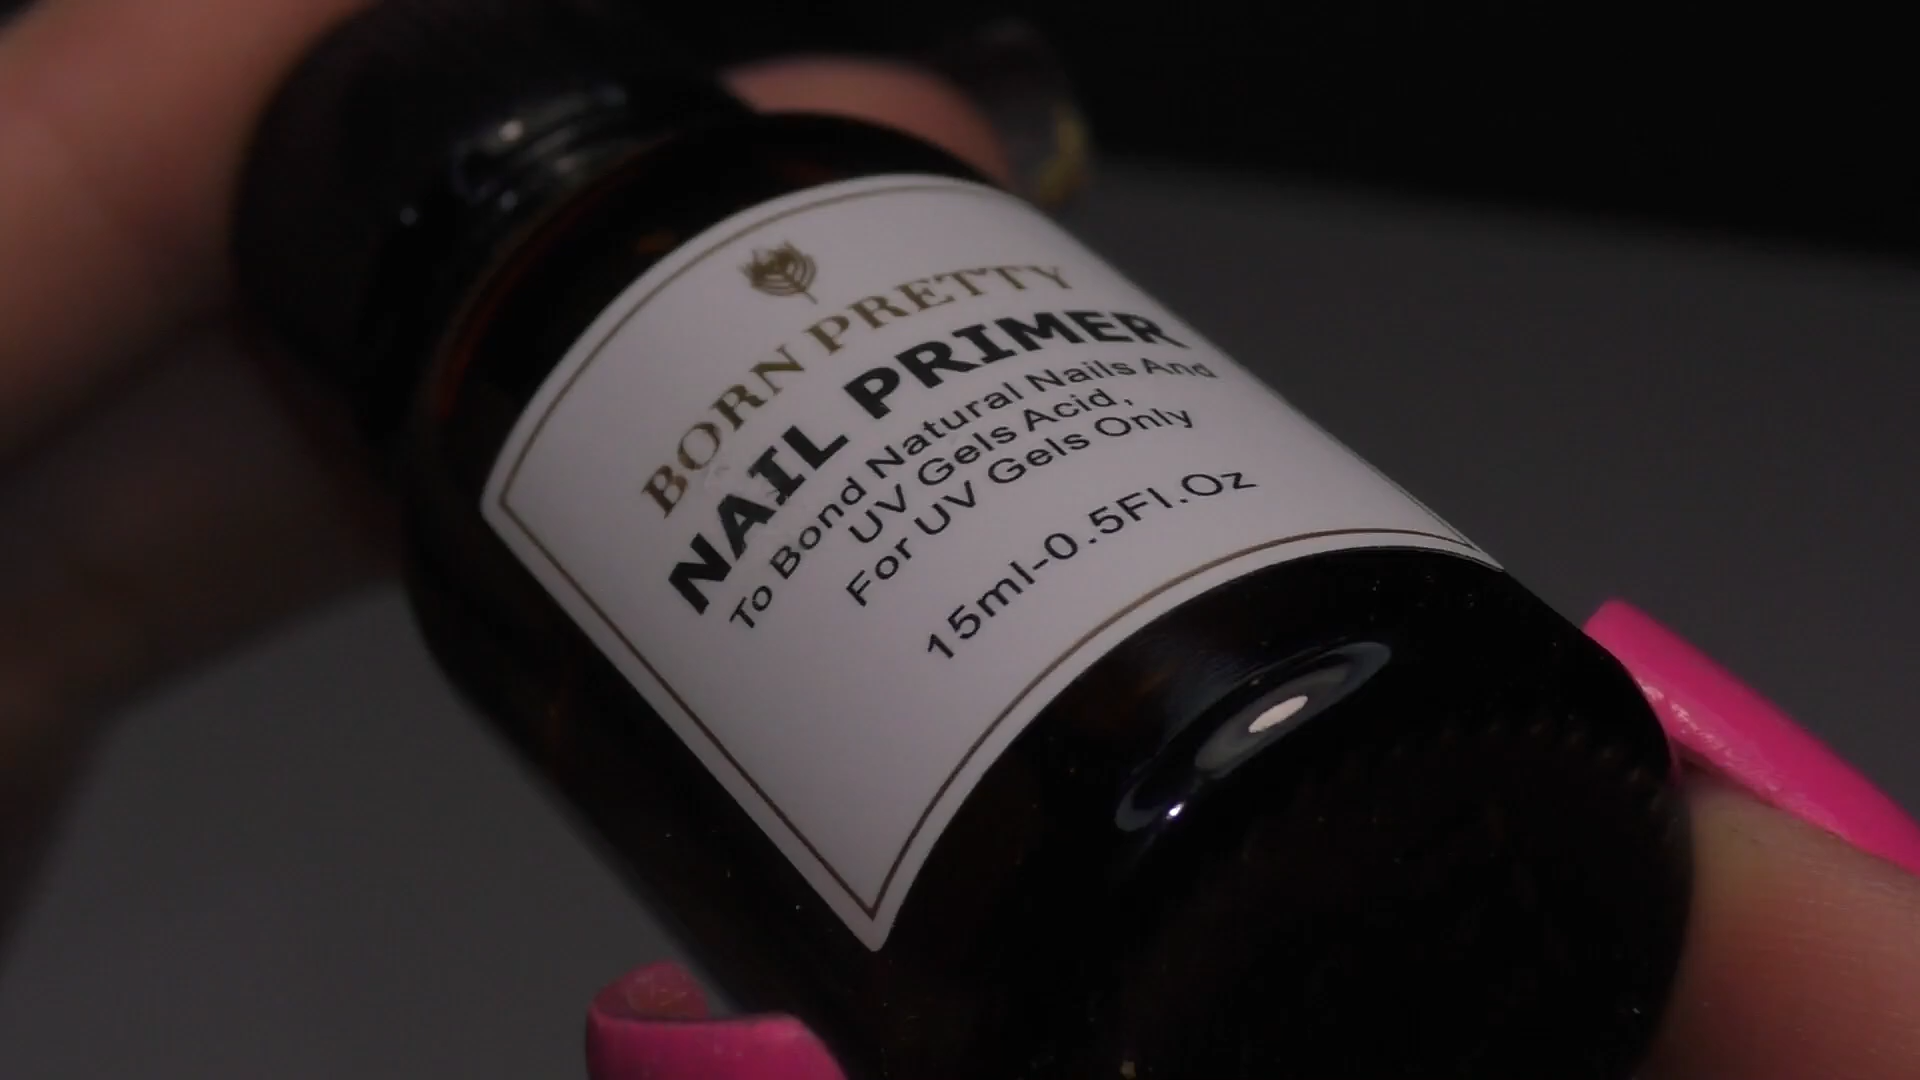 BORN PRETTY
NAIL PRIMER
To Bond Natural Nails And
UV Gels Acid,
For UV Gels Only
15ml-0.5Fl.Oz